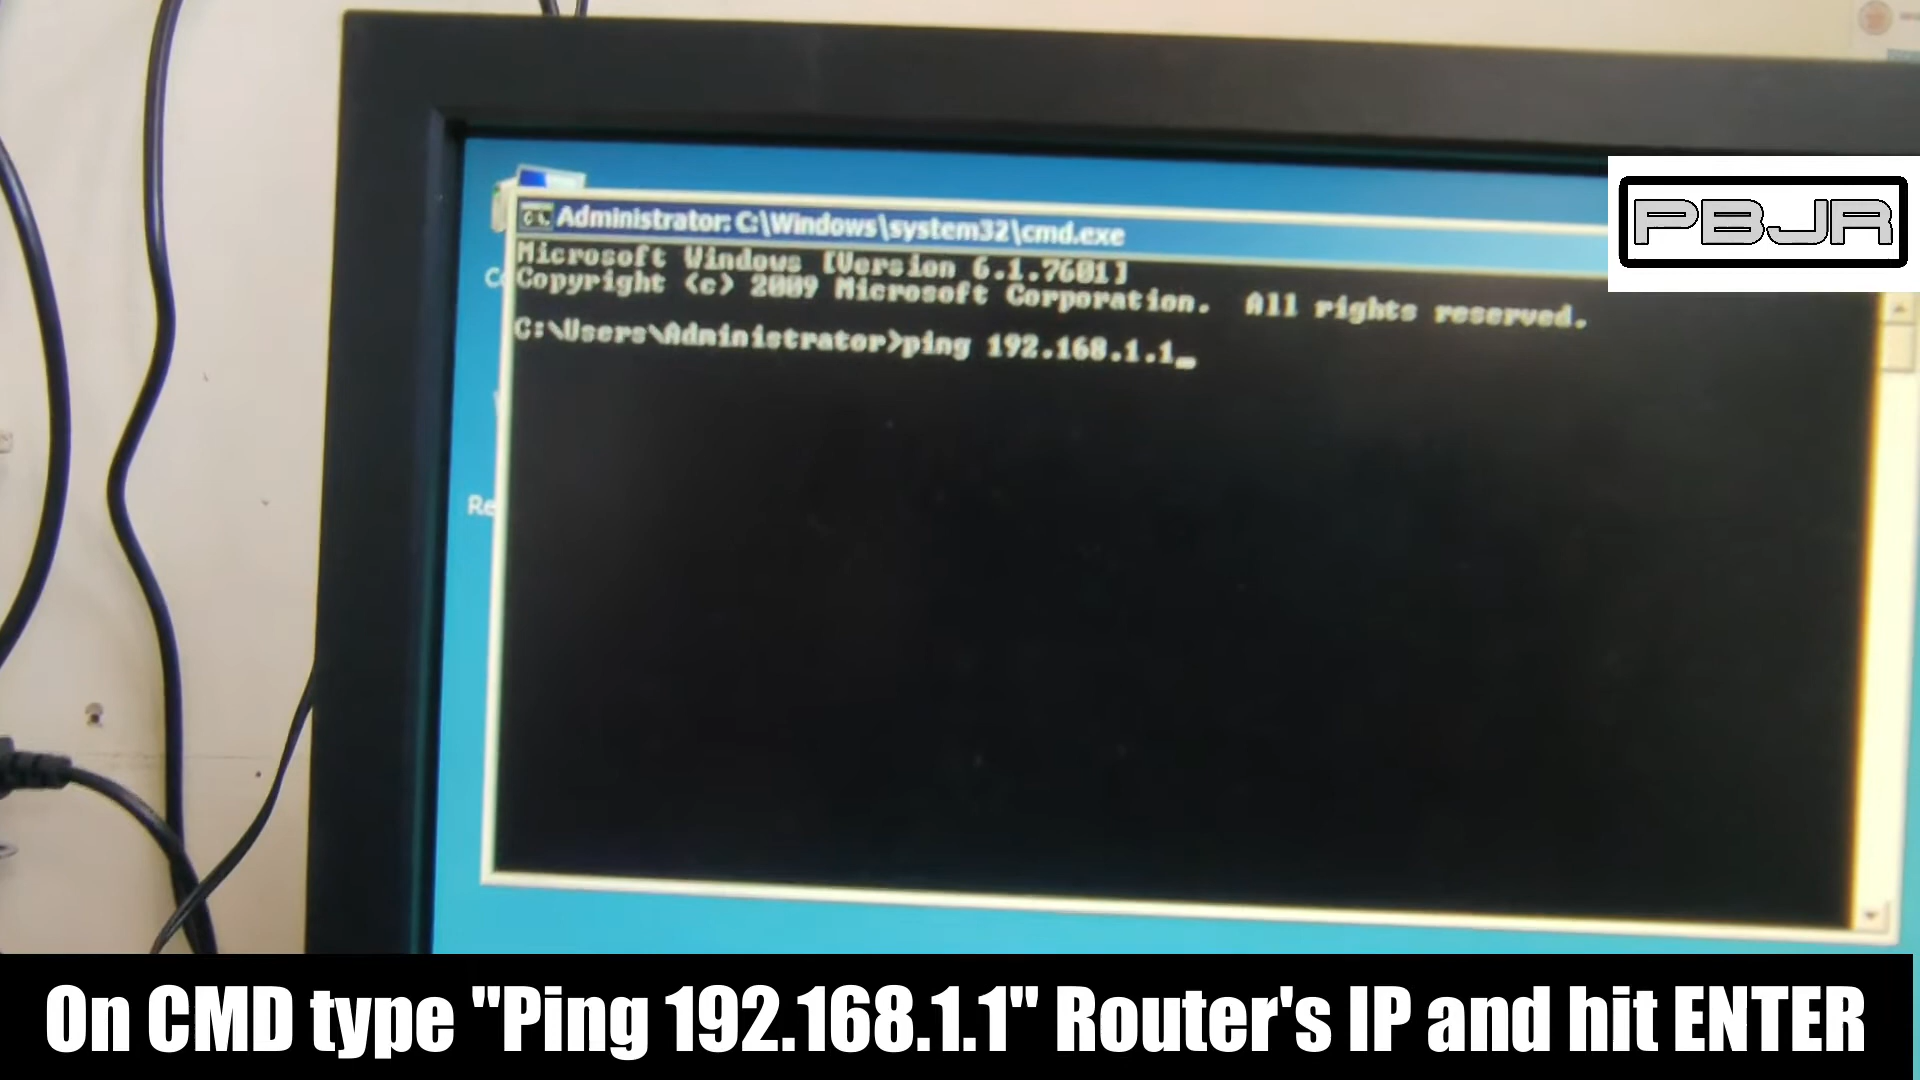 Administrator: C:\Windows\system32\cmd.exe
Microsoft Windows [Version 6.1.7601]
Copyright (c) 2009 Microsoft Corporation. All rights reserved.
C:\Users\Administrator>ping 192.168.1.1_
PBJR
Re
On CMD type "Ping 192.168.1.1" Router's IP and hit ENTER